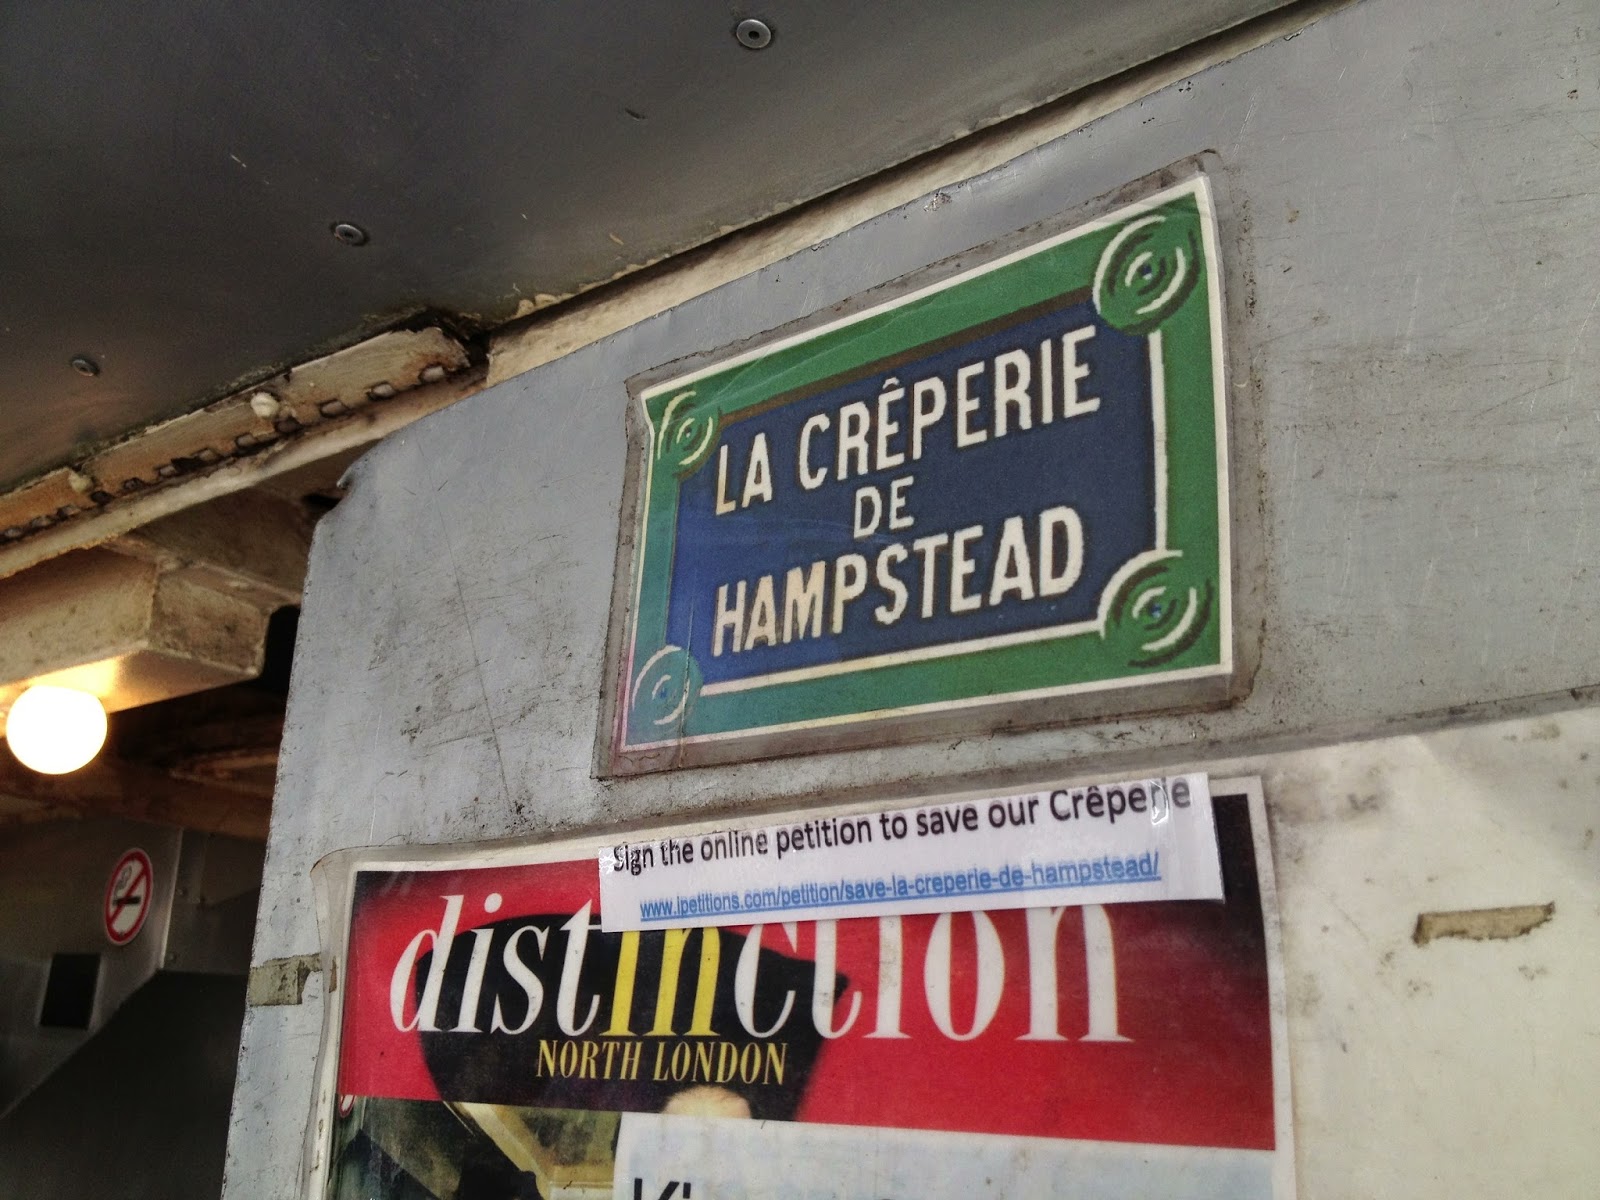 LA CRÊPERIE
DE
HAMPSTEAD
Sign the online petition to save our Crêperie
www.ipetitions.com/petition/save-la-creperie-de-hampstead/
distinction
NORTH LONDON